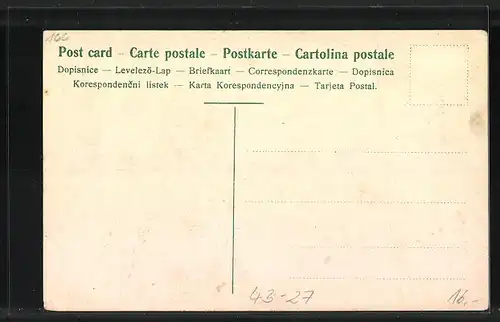 166
Post card – Carte postale – Postkarte – Cartolina postale
Dopisnice — Levelező-Lap — Briefkaart — Correspondenzkarte — Dopisnica
Korespondenční lístek — Karta Korespondencyjna — Tarjeta Postal.
43-27
16.-